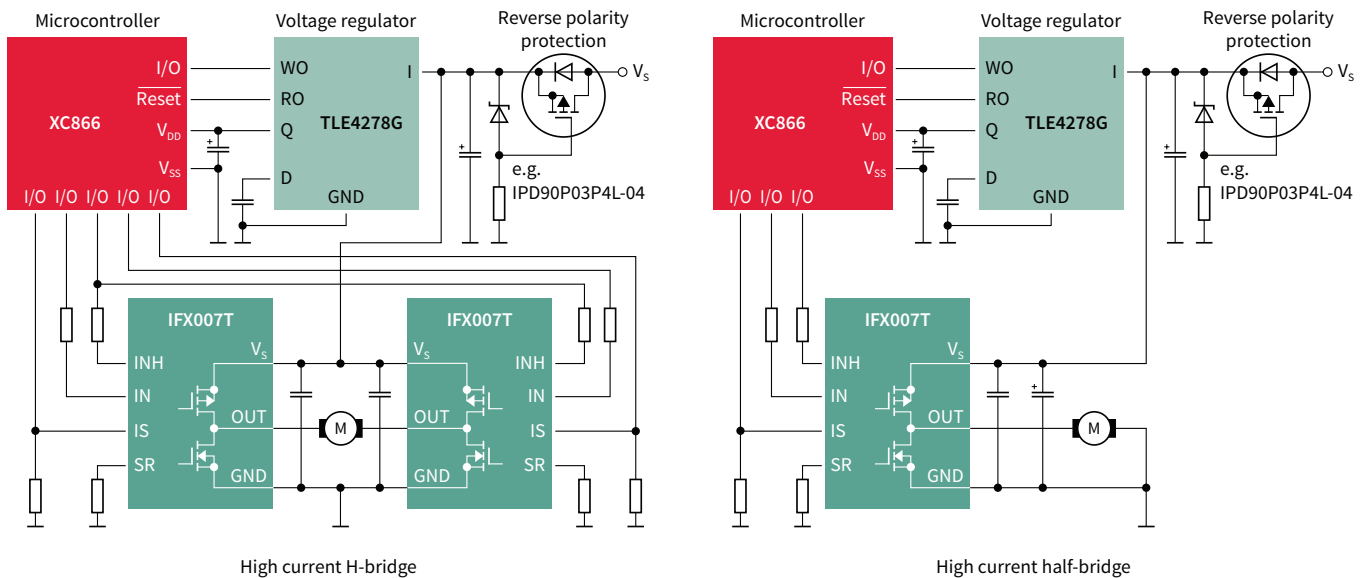 Microcontroller
Voltage regulator
Reverse polarity
protection
I/O
Reset
XC866
VDD
VSS
I/O I/O I/O I/O I/O
WO
I
RO
Q
TLE4278G
D
GND
+
+
VS
e.g.
IPD90P03P4L-04
IFX007T
VS
INH
IN
OUT
IS
SR
GND
M
IFX007T
VS
INH
IN
OUT
IS
SR
GND
High current H-bridge
Microcontroller
Voltage regulator
Reverse polarity
protection
I/O
Reset
XC866
VDD
VSS
I/O I/O I/O
WO
I
RO
Q
TLE4278G
D
GND
+
+
VS
e.g.
IPD90P03P4L-04
IFX007T
VS
INH
IN
OUT
IS
SR
GND
+
M
High current half-bridge